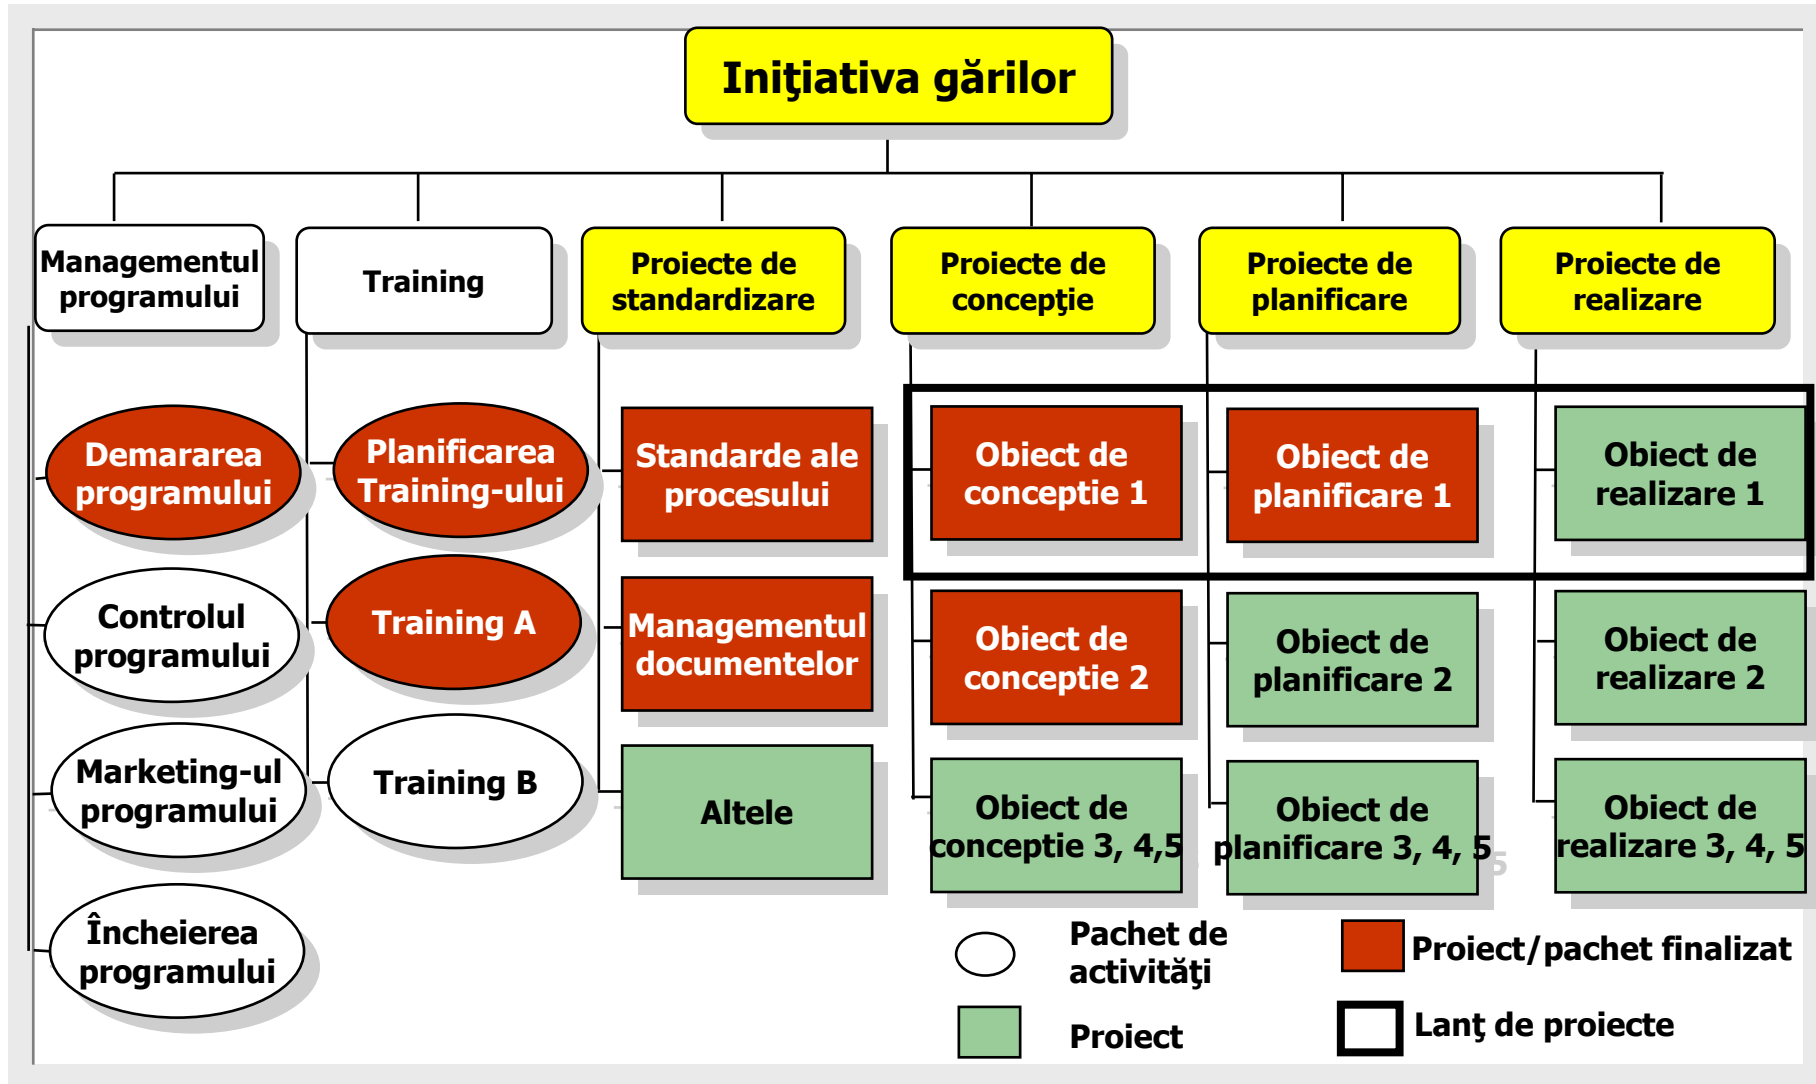 Iniţiativa gărilor
Managementul
programului
Training
Proiecte de
standardizare
Proiecte de
concepţie
Proiecte de
planificare
Proiecte de
realizare
Demararea
programului
Controlul
programului
Marketing-ul
programului
Încheierea
programului
Planificarea
Training-ului
Training A
Training B
Standarde ale
procesului
Managementul
documentelor
Altele
Obiect de
conceptie 1
Obiect de
conceptie 2
Obiect de
conceptie 3, 4,5
Obiect de
planificare 1
Obiect de
planificare 2
Obiect de
planificare 3, 4, 5
Obiect de
realizare 1
Obiect de
realizare 2
Obiect de
realizare 3, 4, 5
Pachet de
activităţi
Proiect/pachet finalizat
Proiect
Lanţ de proiecte